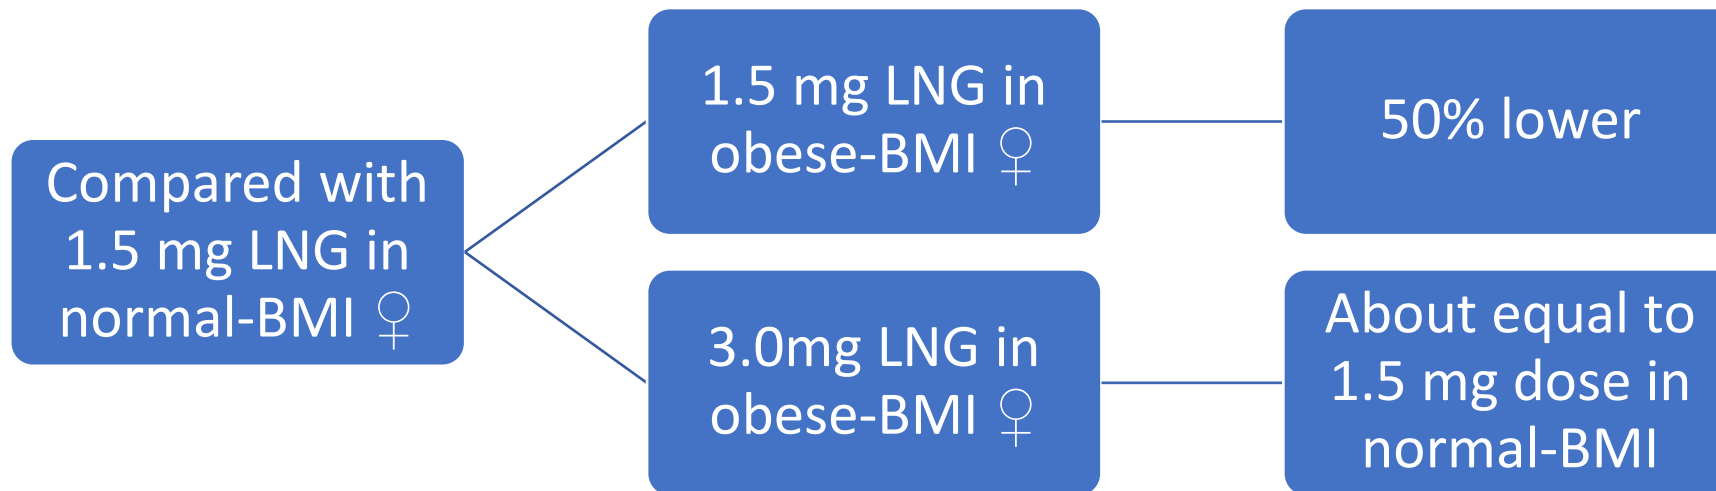 Compared with
1.5 mg LNG in
normal-BMI ♀
1.5 mg LNG in
obese-BMI ♀
50% lower
3.0mg LNG in
obese-BMI ♀
About equal to
1.5 mg dose in
normal-BMI